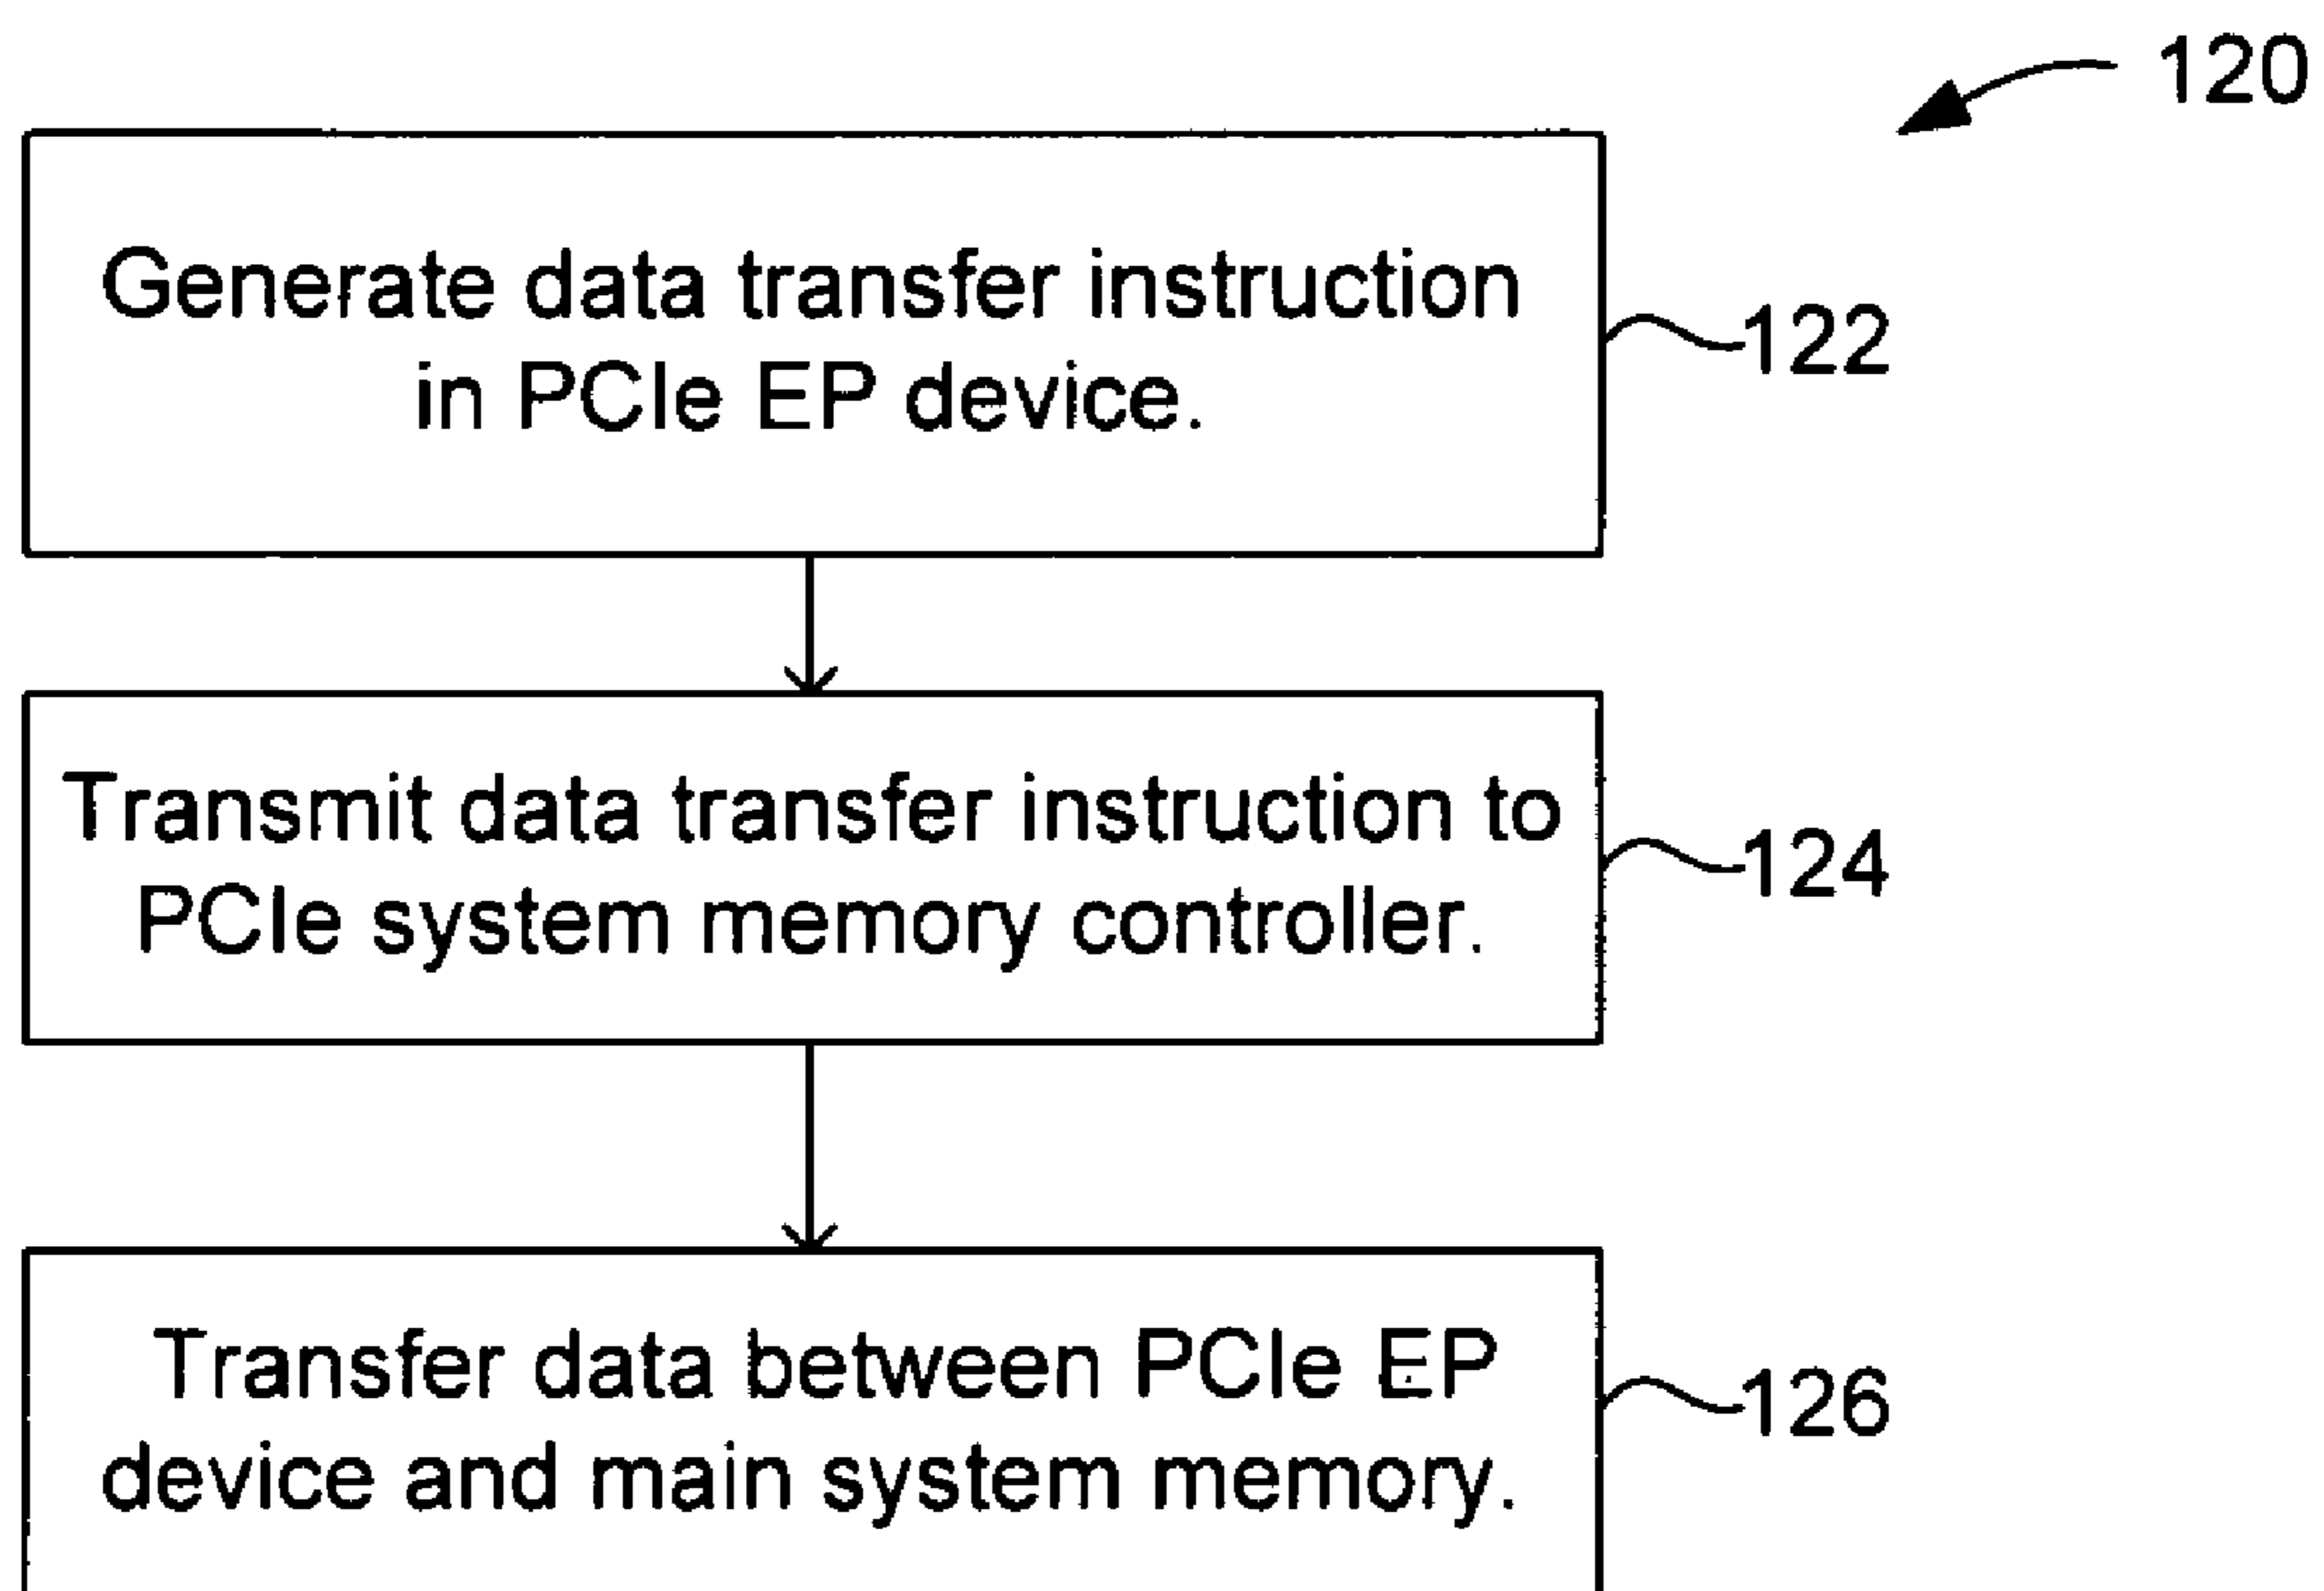 120
Generate data transfer instruction
in PCIe EP device.
122
Transmit data transfer instruction to
PCIe system memory controller.
124
Transfer data between PCIe EP
device and main system memory.
126